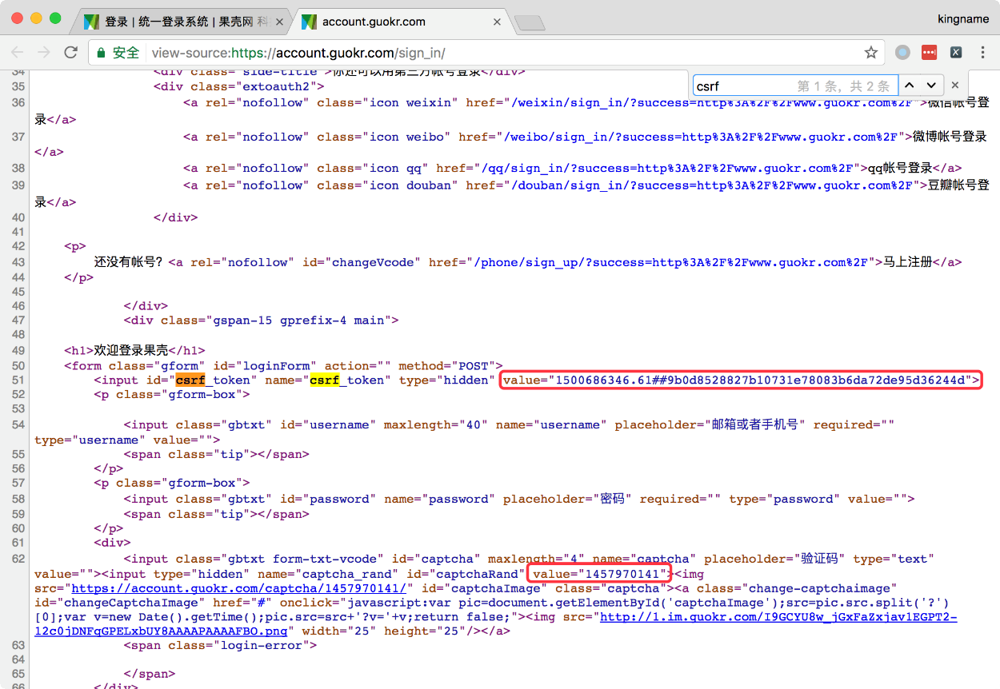 登录 | 统一登录系统 | 果壳网 科
account.guokr.com
kingname
安全 view-source:https://account.guokr.com/sign_in/
csrf 第 1 条，共 2 条
34 <div class="side-title">你还可以用第三方帐号登录</div>
35 <div class="extoauth2">
36 <a rel="nofollow" class="icon weixin" href="/weixin/sign_in/?success=http%3A%2F%2Fwww.guokr.com%2F">微信帐号登
录</a>
37 <a rel="nofollow" class="icon weibo" href="/weibo/sign_in/?success=http%3A%2F%2Fwww.guokr.com%2F">微博帐号登录
</a>
38 <a rel="nofollow" class="icon qq" href="/qq/sign_in/?success=http%3A%2F%2Fwww.guokr.com%2F">qq帐号登录</a>
39 <a rel="nofollow" class="icon douban" href="/douban/sign_in/?success=http%3A%2F%2Fwww.guokr.com%2F">豆瓣帐号登
录</a>
40 </div>
41
42 <p>
43 还没有帐号? <a rel="nofollow" id="changeVcode" href="/phone/sign_up/?success=http%3A%2F%2Fwww.guokr.com%2F">马上注册</a>
44 </p>
45
46 </div>
47 <div class="gspan-15 gprefix-4 main">
48
49 <h1>欢迎登录果壳</h1>
50 <form class="gform" id="loginForm" action="" method="POST">
51 <input id="csrf_token" name="csrf_token" type="hidden" value="1500686346.61##9b0d8528827b10731e78083b6da72de95d36244d">
52 <p class="gform-box">
53
54 <input class="gbtxt" id="username" maxlength="40" name="username" placeholder="邮箱或者手机号" required=""
type="username" value="">
55 <span class="tip"></span>
56 </p>
57 <p class="gform-box">
58 <input class="gbtxt" id="password" name="password" placeholder="密码" required="" type="password" value="">
59 <span class="tip"></span>
60 </p>
61 <div>
62 <input class="gbtxt form-txt-vcode" id="captcha" maxlength="4" name="captcha" placeholder="验证码" type="text"
value=""><input type="hidden" name="captcha_rand" id="captchaRand" value="1457970141"><img
src="https://account.guokr.com/captcha/1457970141/" id="captchaImage" class="captcha"><a class="change-captchaimage"
id="changeCaptchaImage" href="#" onclick="javascript:var pic=document.getElementById('captchaImage');src=pic.src.split('?')
[0];var v=new Date().getTime();pic.src=src+'?v='+v;return false;"><img src="http://1.im.guokr.com/I9GCYU8w_jGxFaZxjav1EGPT2-
12c0jDNFqGPELxbUY8AAAAPAAAAFBO.png" width="25" height="25"/></a>
63 <span class="login-error">
64
65 </span>
66 </div>